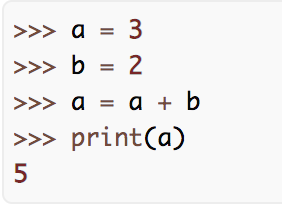 >>> a = 3
>>> b = 2
>>> a = a + b
>>> print(a)
5